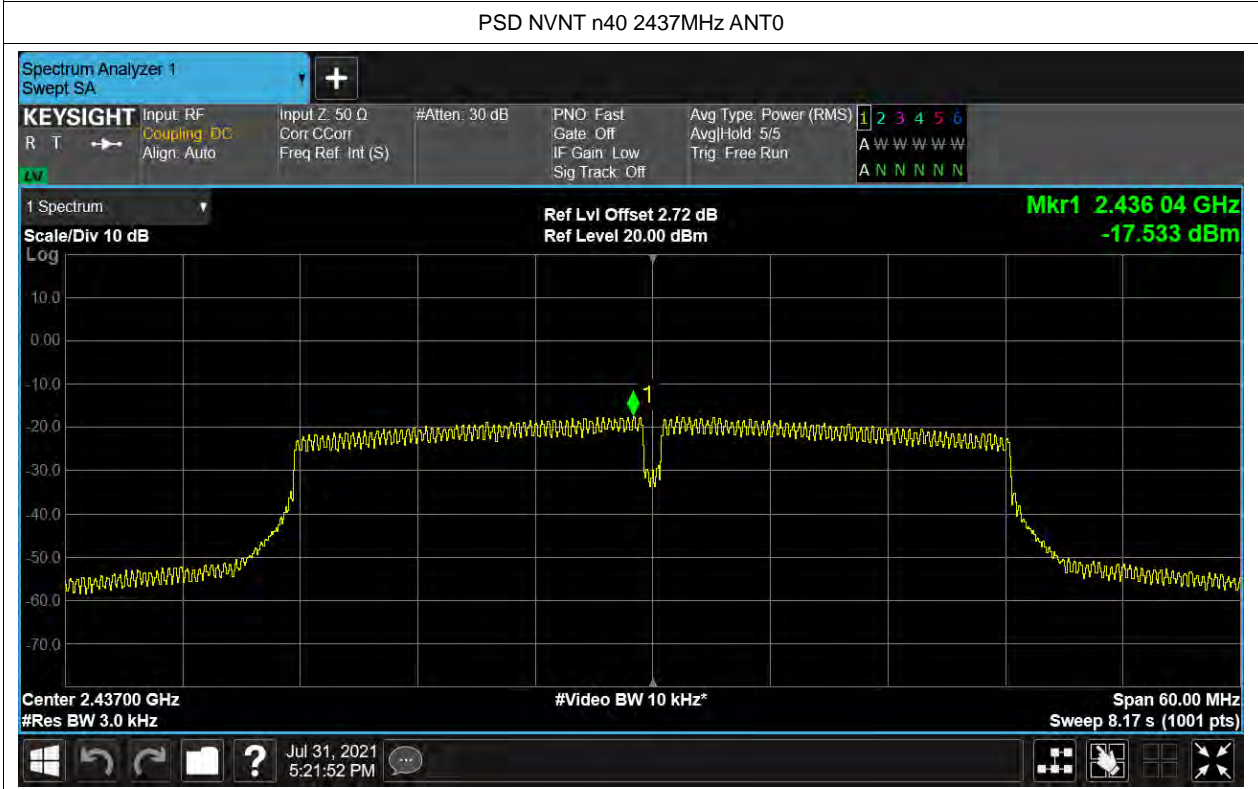 PSD NVNT n40 2437MHz ANT0
Spectrum Analyzer 1
Swept SA
+
KEYSIGHT
R T
LXI
Input: RF
Coupling: DC
Align: Auto
Input Z: 50 Ω
Corr CCorr
Freq Ref: Int (S)
#Atten: 30 dB
PNO: Fast
Gate: Off
IF Gain: Low
Sig Track: Off
Avg Type: Power (RMS)
Avg|Hold: 5/5
Trig: Free Run
1 2 3 4 5 6
A W W W W W
A N N N N N
1 Spectrum
Scale/Div 10 dB
Log
Ref Lvl Offset 2.72 dB
Ref Level 20.00 dBm
Mkr1 2.436 04 GHz
-17.533 dBm
10.0
0.00
-10.0
-20.0
-30.0
-40.0
-50.0
-60.0
-70.0
1
Center 2.43700 GHz
#Res BW 3.0 kHz
#Video BW 10 kHz*
Span 60.00 MHz
Sweep 8.17 s (1001 pts)
?
Jul 31, 2021
5:21:52 PM